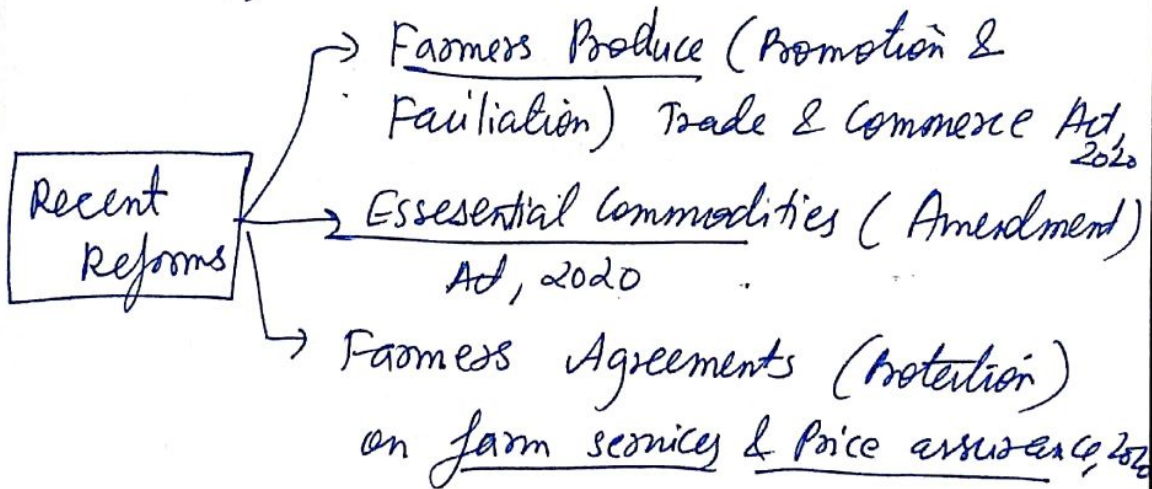 Farmers Produce (Promotion &
Faciliation) Trade & Commerce Act,
2020
Recent
Reforms
Essesential Commodities (Amendment)
Act, 2020
Farmers Agreements (Protection)
on farm services & Price assurance, 2020